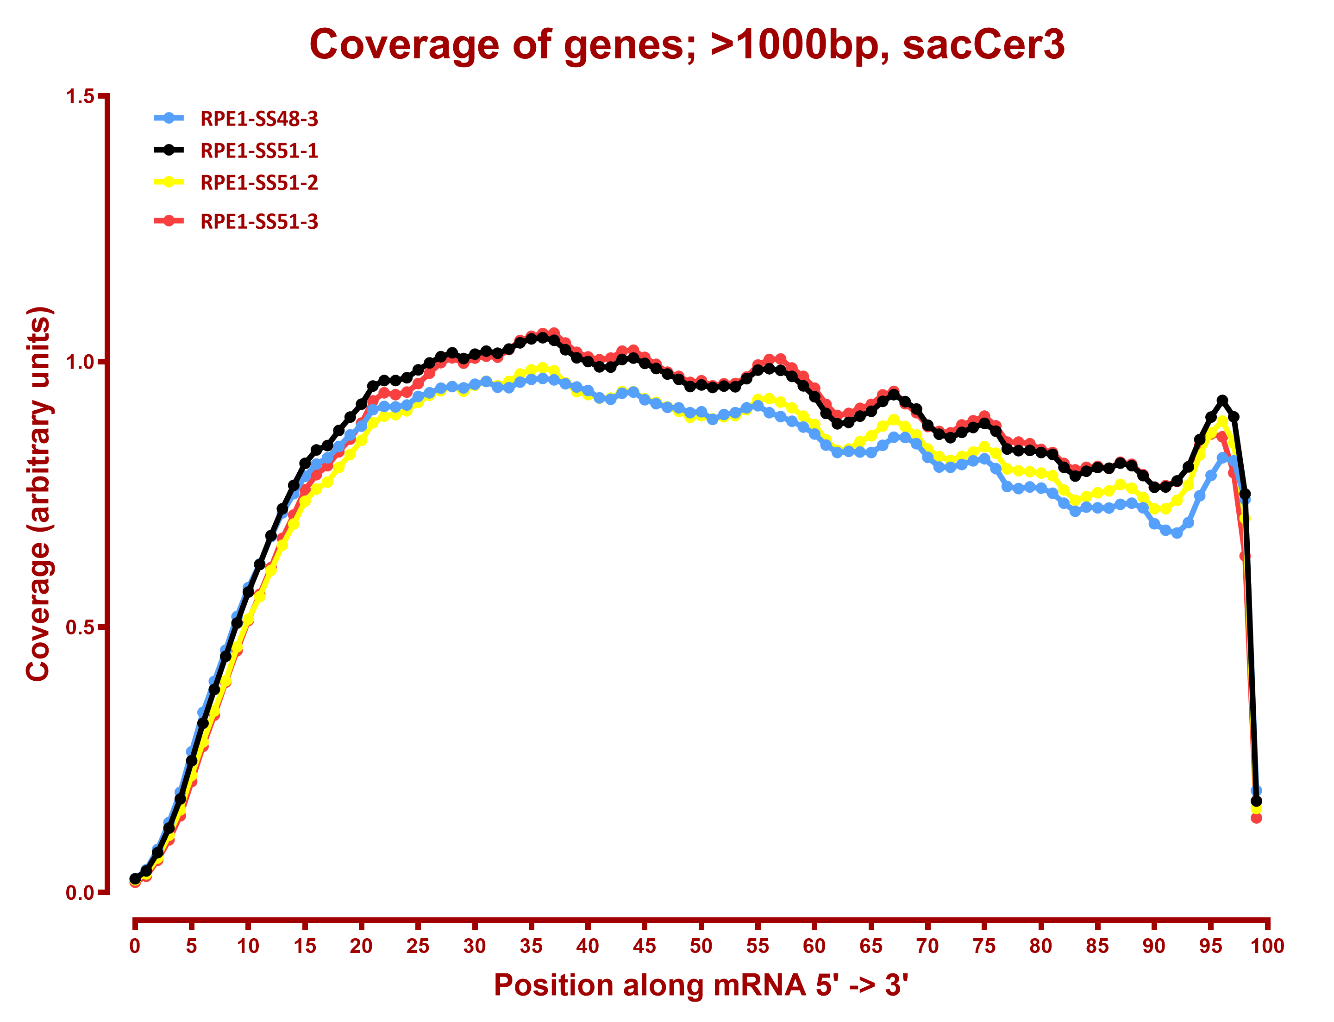 Coverage of genes; >1000bp, sacCer3
1.5
RPE1-SS48-3
RPE1-SS51-1
RPE1-SS51-2
RPE1-SS51-3
Coverage (arbitrary units)
1.0
0.5
0.0
0 5 10 15 20 25 30 35 40 45 50 55 60 65 70 75 80 85 90 95 100
Position along mRNA 5' -> 3'